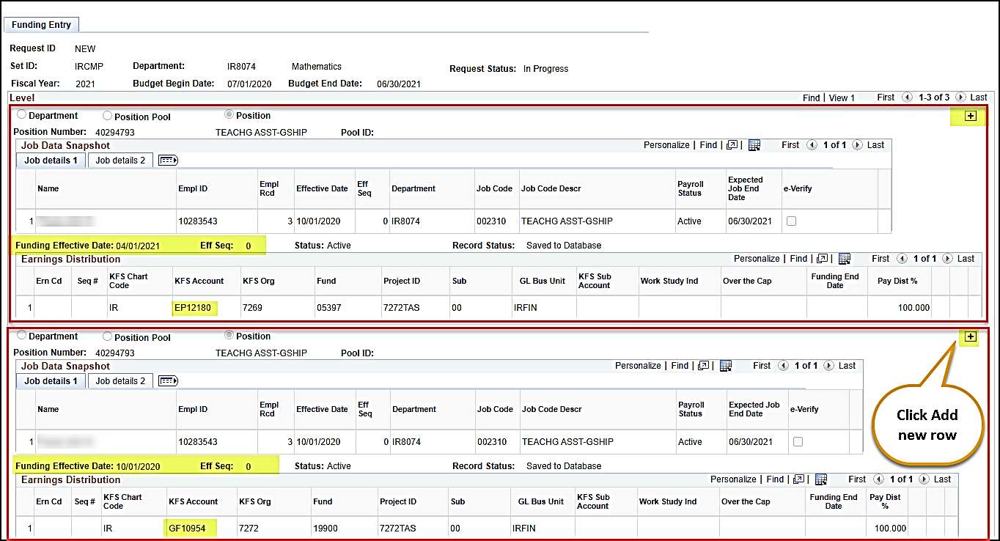 Funding Entry
Request ID NEW
Set ID: IRCMP Department: IR8074 Mathematics Request Status: In Progress
Fiscal Year: 2021 Budget Begin Date: 07/01/2020 Budget End Date: 06/30/2021
Level Find | View 1 First 1-3 of 3 Last
Department Position Pool Position
Position Number: 40294793 TEACHG ASST-GSHIP Pool ID:
Job Data Snapshot Personalize | Find | | First 1 of 1 Last
Job details 1 Job details 2
Name Empl ID Empl Rcd Effective Date Eff Seq Department Job Code Job Code Descr Payroll Status Expected Job End Date e-Verify
1 10283543 3 10/01/2020 0 IR8074 002310 TEACHG ASST-GSHIP Active 06/30/2021
Funding Effective Date: 04/01/2021 Eff Seq: 0 Status: Active Record Status: Saved to Database
Earnings Distribution Personalize | Find | | First 1 of 1 Last
Ern Cd Seq # KFS Chart Code KFS Account KFS Org Fund Project ID Sub GL Bus Unit KFS Sub Account Work Study Ind Over the Cap Funding End Date Pay Dist %
1 IR EP12180 7269 05397 7272TAS 00 IRFIN 100.000
Department Position Pool Position
Position Number: 40294793 TEACHG ASST-GSHIP Pool ID:
Job Data Snapshot Personalize | Find | | First 1 of 1 Last
Job details 1 Job details 2
Name Empl ID Empl Rcd Effective Date Eff Seq Department Job Code Job Code Descr Payroll Status Expected Job End Date e-Verify
1 10283543 3 10/01/2020 0 IR8074 002310 TEACHG ASST-GSHIP Active 06/30/2021
Click Add
new row
Funding Effective Date: 10/01/2020 Eff Seq: 0 Status: Active Record Status: Saved to Database
Earnings Distribution Personalize | Find | | First 1 of 1 Last
Ern Cd Seq # KFS Chart Code KFS Account KFS Org Fund Project ID Sub GL Bus Unit KFS Sub Account Work Study Ind Over the Cap Funding End Date Pay Dist %
1 IR GF10954 7272 19900 7272TAS 00 IRFIN 100.000